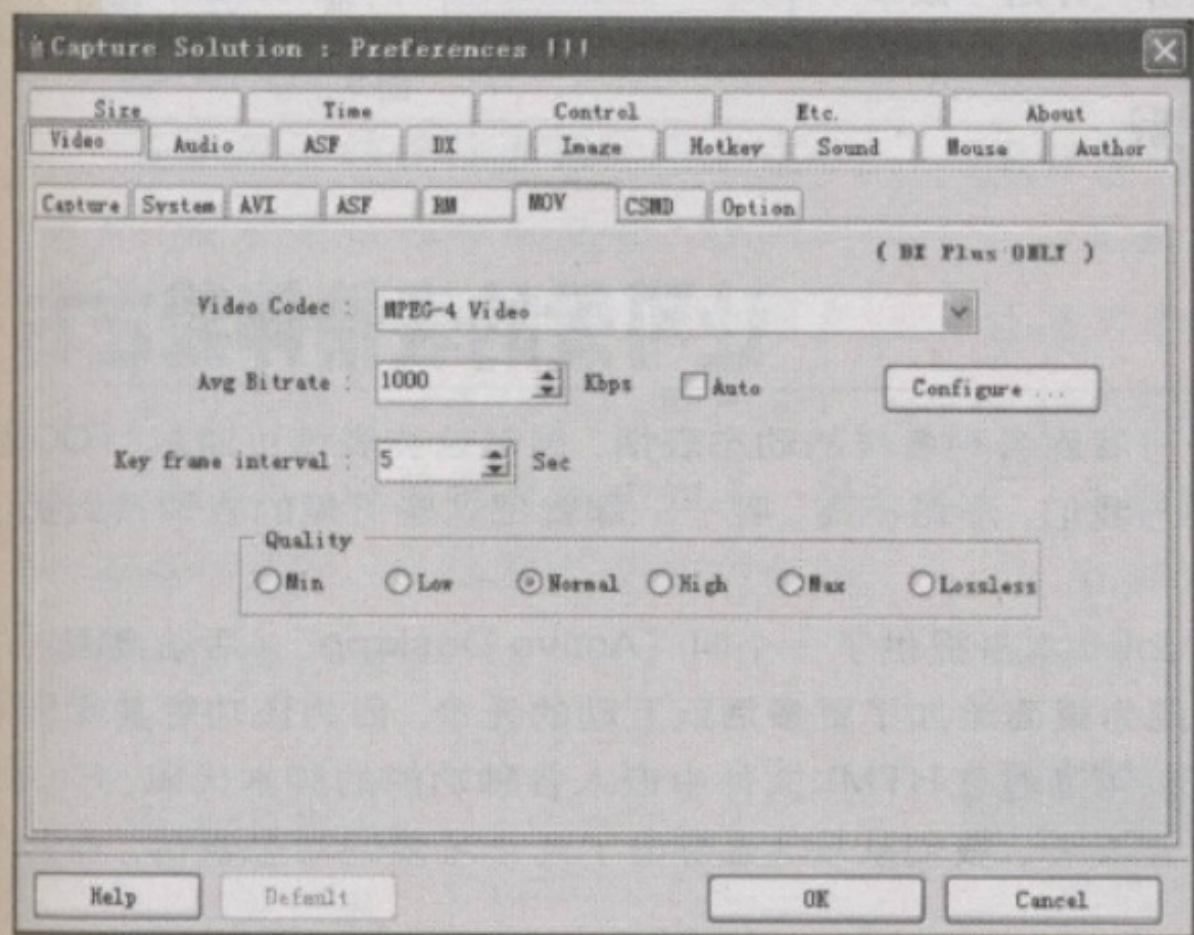 Capture Solution : Preferences !!!
Size Time Control Etc. About
Video Audio ASF DX Image Hotkey Sound Mouse Author
Capture System AVI ASF RM MOV CSMD Option
( DX Plus ONLY )
Video Codec : MPEG-4 Video
Avg Bitrate : 1000 Kbps Auto Configure ...
Key frame interval : 5 Sec
Quality
Min Low Normal High Max Lossless
Help Default OK Cancel